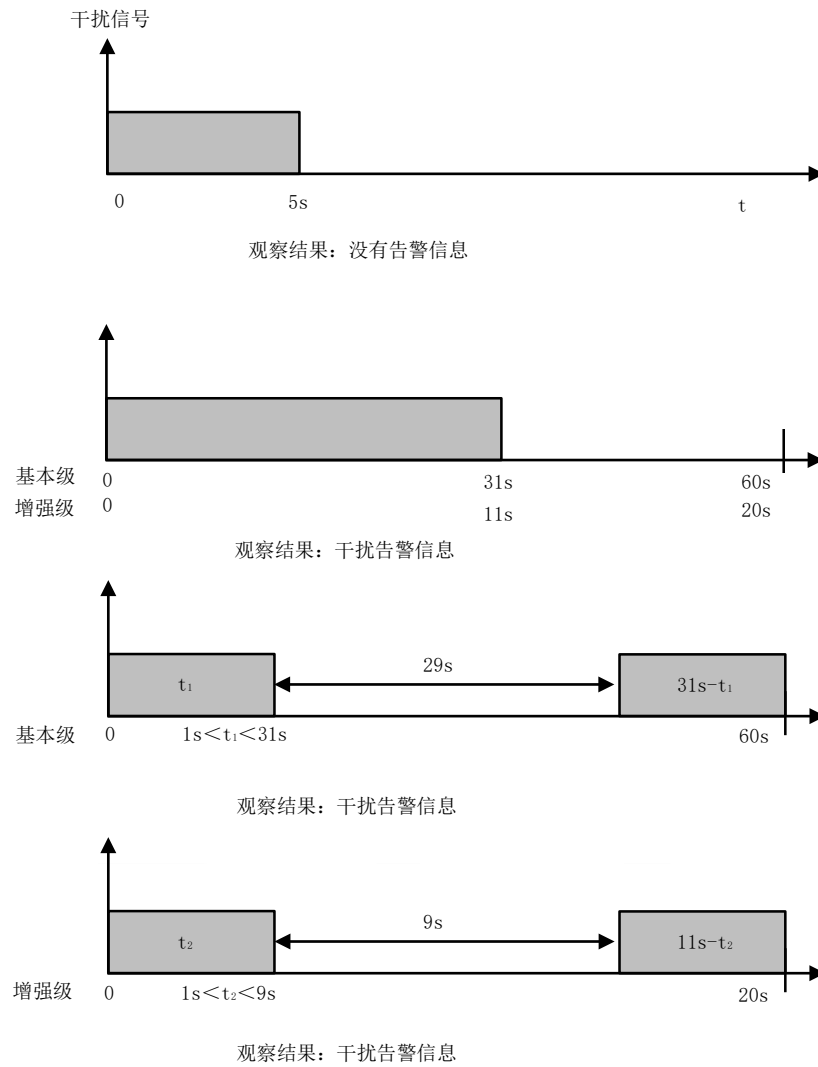 干扰信号
0 5s t
观察结果：没有告警信息
基本级 0 31s 60s
增强级 0 11s 20s
观察结果：干扰告警信息
29s
t₁ 31s-t₁
基本级 0 1s＜t₁＜31s 60s
观察结果：干扰告警信息
9s
t₂ 11s-t₂
增强级 0 1s＜t₂＜9s 20s
观察结果：干扰告警信息